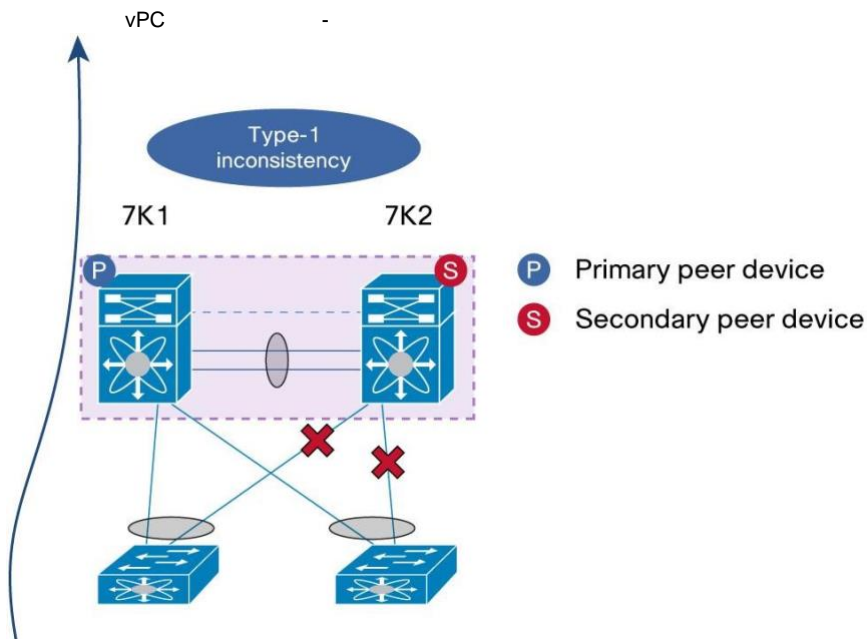 vPC -
Type-1
inconsistency
7K1 7K2
P S
P Primary peer device
S Secondary peer device